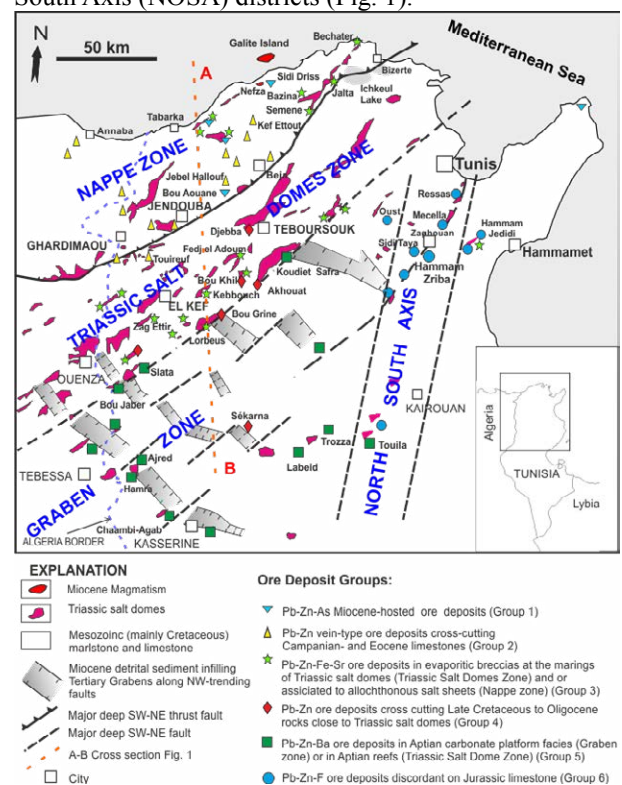 South Axis (NOSA) districts (Fig. 1).
N
50 km
Galite Island
Bechater
Mediterranean Sea
A
Sidi Driss
Bizerte
Nefza
Bazina
Jalta
Ichkeul
Lake
Semene
Tabarka
Annaba
Kef Ettout
NAPPE ZONE
Beja
DOMES ZONE
Tunis
Jebel Hallouf
Bou Aouane
JENDOUBA
Ressas
Djebba
TEBOURSOUK
Oust
Mecella
Hammam
Jedidi
Zaghouan
GHARDIMAOU
Fedj el Adoum
SidiTaya
Hammamet
Touireuf
Koudiet Safra
Hammam
Zriba
Bou Khil
Kebbouch
Akhouat
TRIASSIC SALT
EL KEF
Bou Grine
Zag Ettir
Lorbeus
NORTH SOUTH AXIS
OUENZA
Slata
Bou Jaber
KAIROUAN
Algeria
ZONE
Sékarna
Trozza
Touila
TUNISIA
Ajred
Labeid
TEBESSA
B
Lybia
Hamra
GRABEN
Chaambi-Agab
ALGERIA BORDER
KASSERINE
EXPLANATION
Miocene Magmatism
Triassic salt domes
Mesozoinc (mainly Cretaceous)
marlstone and limostone
Miocene detrital sediment infilling
Tertiary Grabens along NW-trending
faults
Major deep SW-NE thrust fault
Major deep SW-NE fault
A-B Cross section Fig. 1
City
Ore Deposit Groups:
Pb-Zn-As Miocene-hosted ore deposits (Group 1)
Pb-Zn vein-type ore deposits cross-cutting
Campanian- and Eocene limestones (Group 2)
Pb-Zn-Fe-Sr ore deposits in evaporitic breccias at the marings
of Triassic salt domes (Triassic Salt Domes Zone) and or
assiciated to allochthonous salt sheets (Nappe zone) (Group 3)
Pb-Zn ore deposits cross cutting Late Cretaceous to Oligocene
rocks close to Triassic salt domes (Group 4)
Pb-Zn-Ba ore deposits in Aptian carbonate platform facies (Graben
zone) or in Aptian reefs (Triassic Salt Dome Zone) (Group 5)
Pb-Zn-F ore deposits discordant on Jurassic limestone (Group 6)